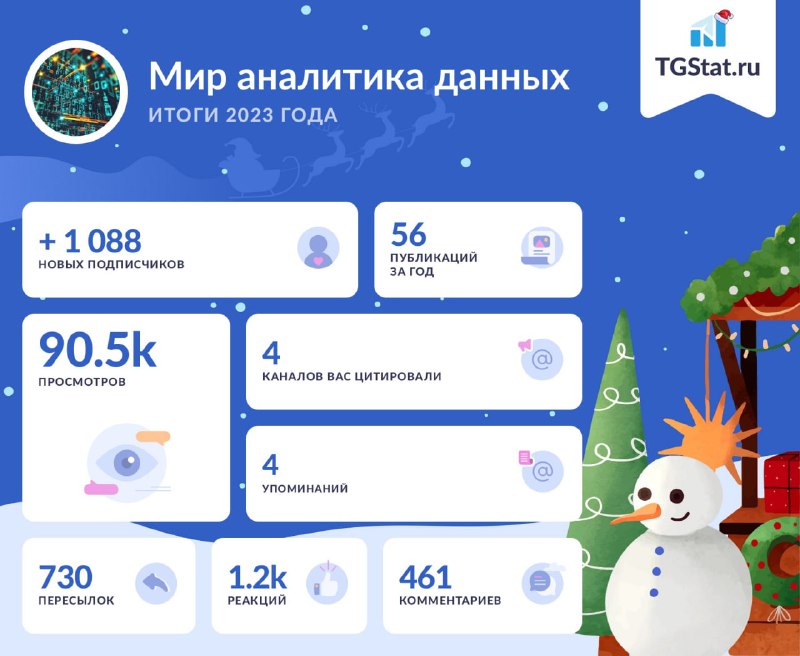 Мир аналитика данных
ИТОГИ 2023 ГОДА
TGStat.ru
+ 1 088
НОВЫХ ПОДПИСЧИКОВ
56
ПУБЛИКАЦИЙ
ЗА ГОД
90.5k
ПРОСМОТРОВ
4
КАНАЛОВ ВАС ЦИТИРОВАЛИ
4
УПОМИНАНИЙ
730
ПЕРЕСЫЛОК
1.2k
РЕАКЦИЙ
461
КОММЕНТАРИЕВ